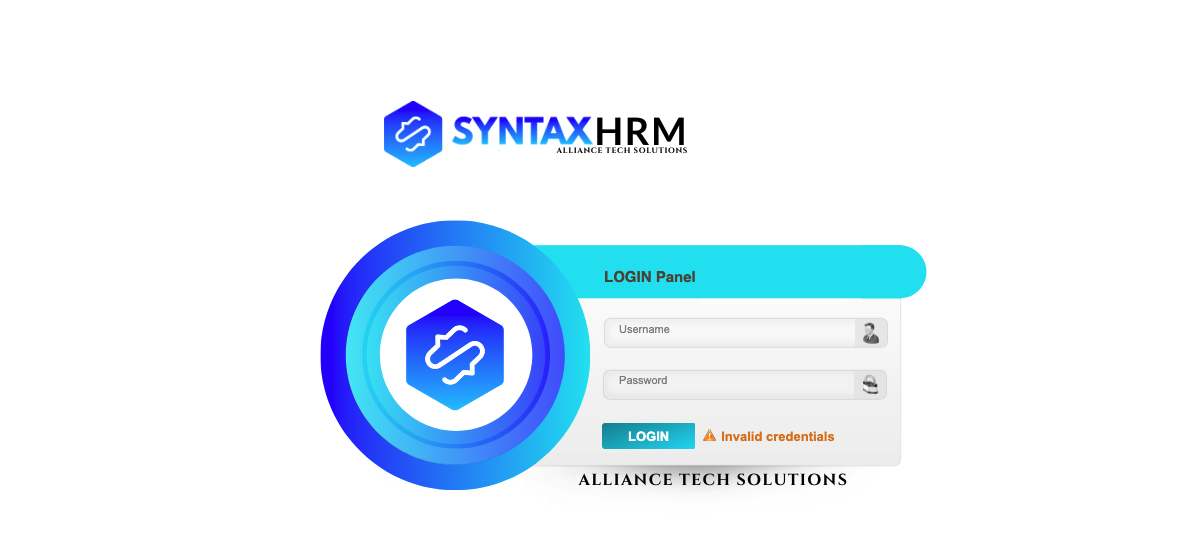 SYNTAXHRM
ALLIANCE TECH SOLUTIONS
LOGIN Panel
Username
Password
LOGIN Invalid credentials
ALLIANCE TECH SOLUTIONS